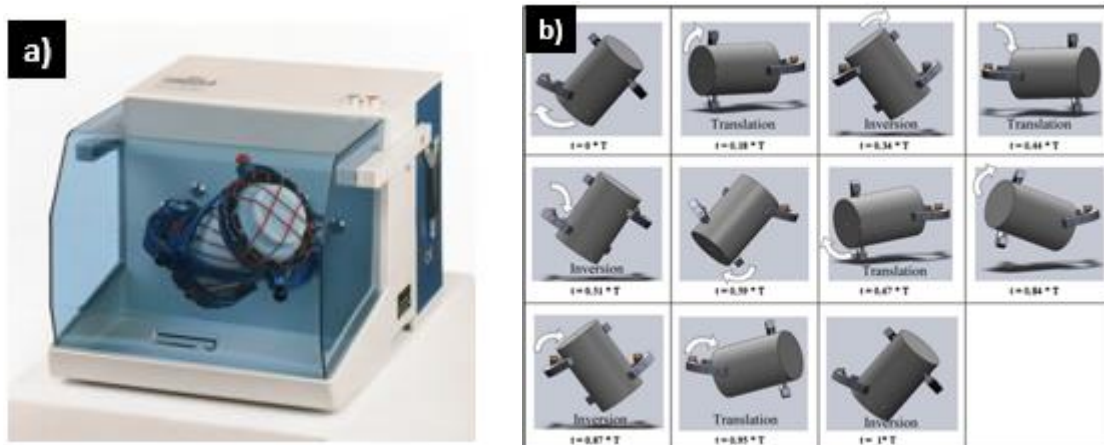 a)
b)
t = 0 * T
Translation
t = 0.18 * T
Inversion
t = 0.34 * T
Translation
t = 0.44 * T
Inversion
t = 0.51 * T
t = 0.59 * T
Translation
t = 0.67 * T
t = 0.84 * T
Inversion
t = 0.87 * T
Translation
t = 0.95 * T
Inversion
t = 1* T